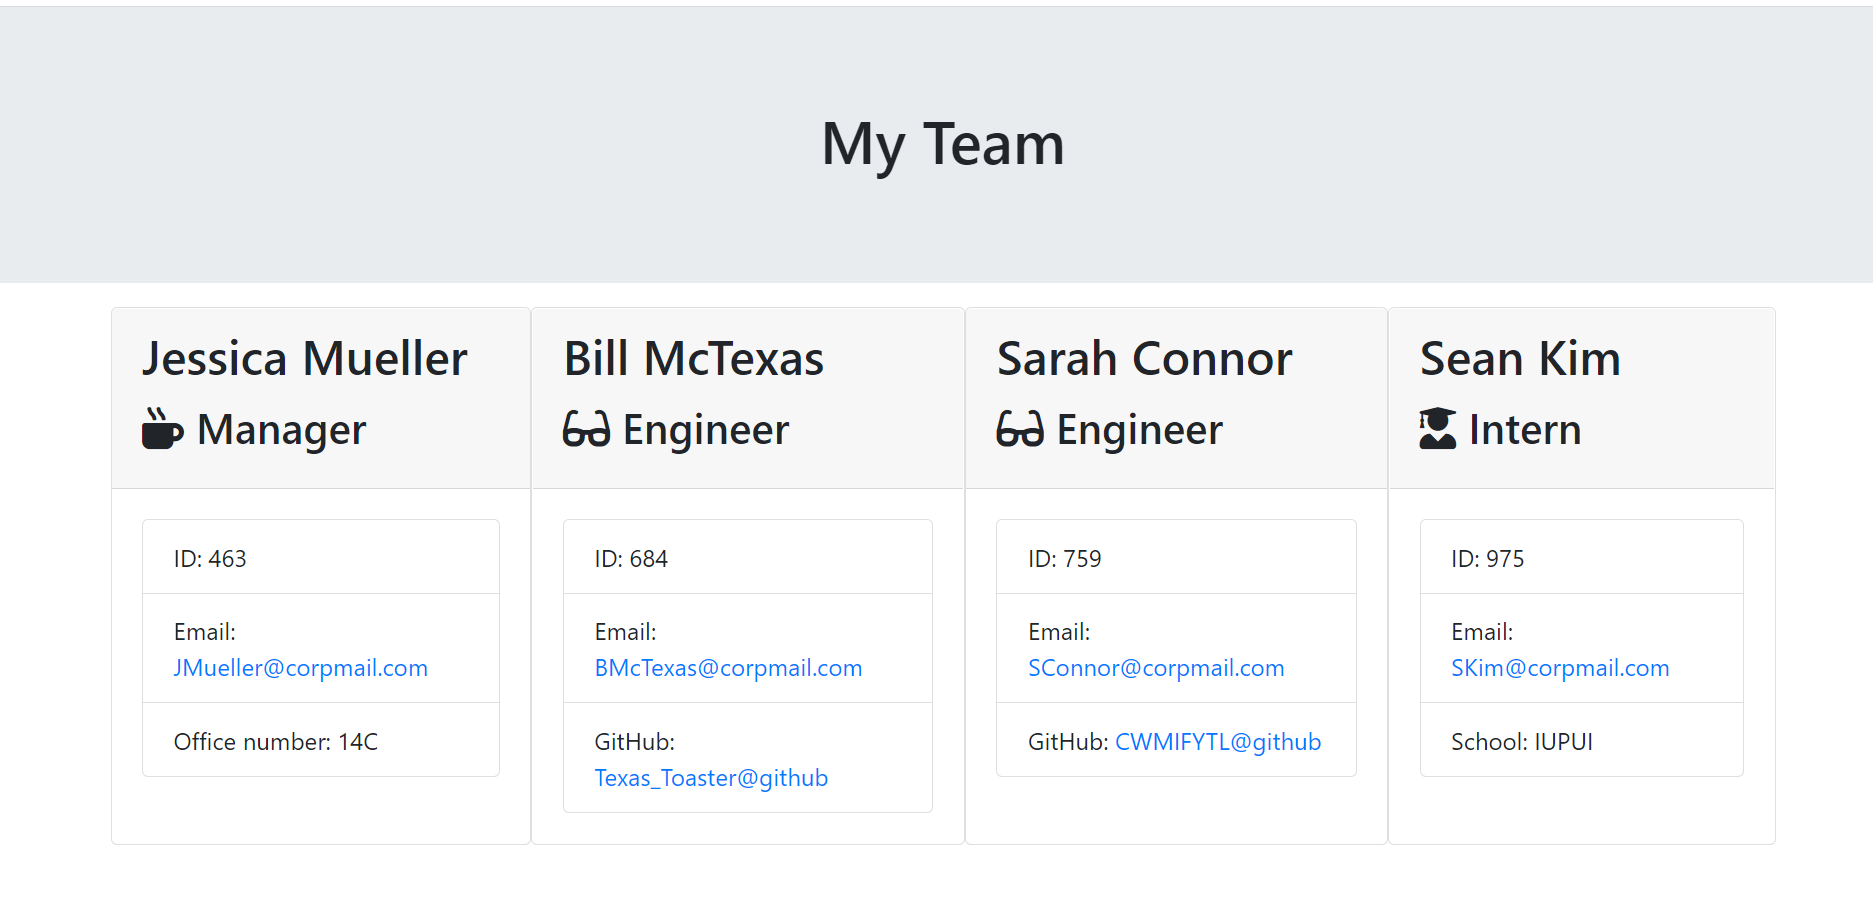 My Team
Jessica Mueller
Manager
ID: 463
Email:
JMueller@corpmail.com
Office number: 14C
Bill McTexas
Engineer
ID: 684
Email:
BMcTexas@corpmail.com
GitHub:
Texas_Toaster@github
Sarah Connor
Engineer
ID: 759
Email:
SConnor@corpmail.com
GitHub: CWMIFYTL@github
Sean Kim
Intern
ID: 975
Email:
SKim@corpmail.com
School: IUPUI